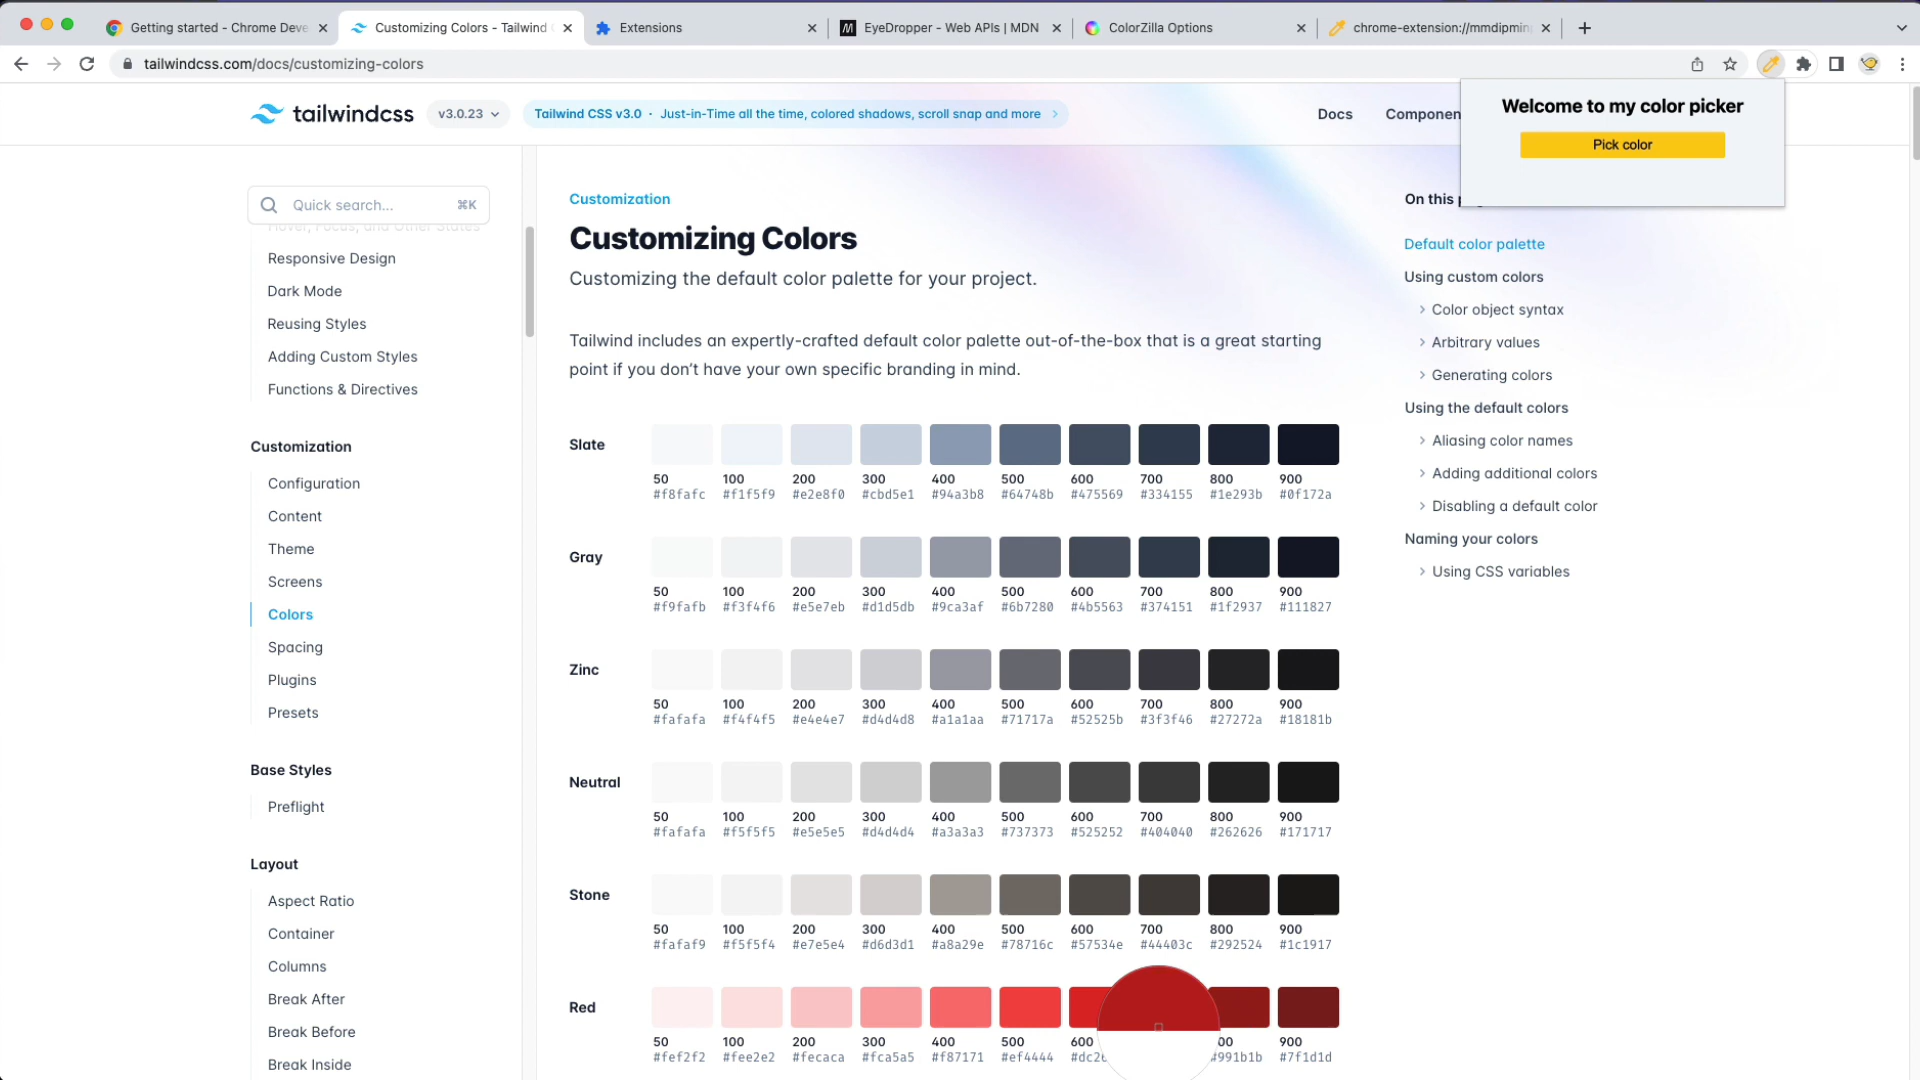 Getting started - Chrome Deve
Customizing Colors - Tailwind
Extensions
EyeDropper - Web APIs | MDN
ColorZilla Options
chrome-extension://mmdipming
tailwindcss.com/docs/customizing-colors
tailwindcss
v3.0.23
Tailwind CSS v3.0 · Just-in-Time all the time, colored shadows, scroll snap and more
Docs
Componen
Welcome to my color picker
Pick color
Quick search...
⌘K
Hover, Focus, and Other States
Responsive Design
Dark Mode
Reusing Styles
Adding Custom Styles
Functions & Directives
Customization
Configuration
Content
Theme
Screens
Colors
Spacing
Plugins
Presets
Base Styles
Preflight
Layout
Aspect Ratio
Container
Columns
Break After
Break Before
Break Inside
Customization
Customizing Colors
Customizing the default color palette for your project.
Tailwind includes an expertly-crafted default color palette out-of-the-box that is a great starting
point if you don't have your own specific branding in mind.
Slate
50 100 200 300 400 500 600 700 800 900
#f8fafc #f1f5f9 #e2e8f0 #cbd5e1 #94a3b8 #64748b #475569 #334155 #1e293b #0f172a
Gray
50 100 200 300 400 500 600 700 800 900
#f9fafb #f3f4f6 #e5e7eb #d1d5db #9ca3af #6b7280 #4b5563 #374151 #1f2937 #111827
Zinc
50 100 200 300 400 500 600 700 800 900
#fafafa #f4f4f5 #e4e4e7 #d4d4d8 #a1a1aa #71717a #52525b #3f3f46 #27272a #18181b
Neutral
50 100 200 300 400 500 600 700 800 900
#fafafa #f5f5f5 #e5e5e5 #d4d4d4 #a3a3a3 #737373 #525252 #404040 #262626 #171717
Stone
50 100 200 300 400 500 600 700 800 900
#fafaf9 #f5f5f4 #e7e5e4 #d6d3d1 #a8a29e #78716c #57534e #44403c #292524 #1c1917
Red
50 100 200 300 400 500 600 00 900
#fef2f2 #fee2e2 #fecaca #fca5a5 #f87171 #ef4444 #dc2 #991b1b #7f1d1d
On this p
Default color palette
Using custom colors
Color object syntax
Arbitrary values
Generating colors
Using the default colors
Aliasing color names
Adding additional colors
Disabling a default color
Naming your colors
Using CSS variables